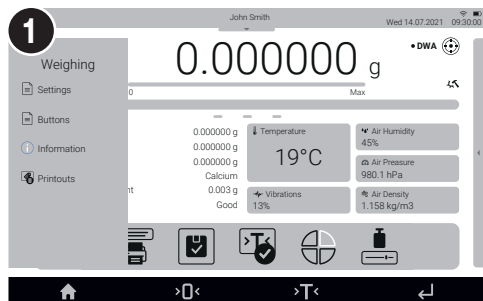 1
John Smith
Wed 14.07.2021 09:30:00
Weighing
Settings
Buttons
Information
Printouts
0.000000 g
• DWA
0
Max
0.000000 g
0.000000 g
0.000000 g
Calcium
nt
0.003 g
Good
Temperature
19°C
Vibrations
13%
Air Humidity
45%
Air Preasure
980.1 hPa
Air Density
1.158 kg/m3
>T<
>0<
>T<